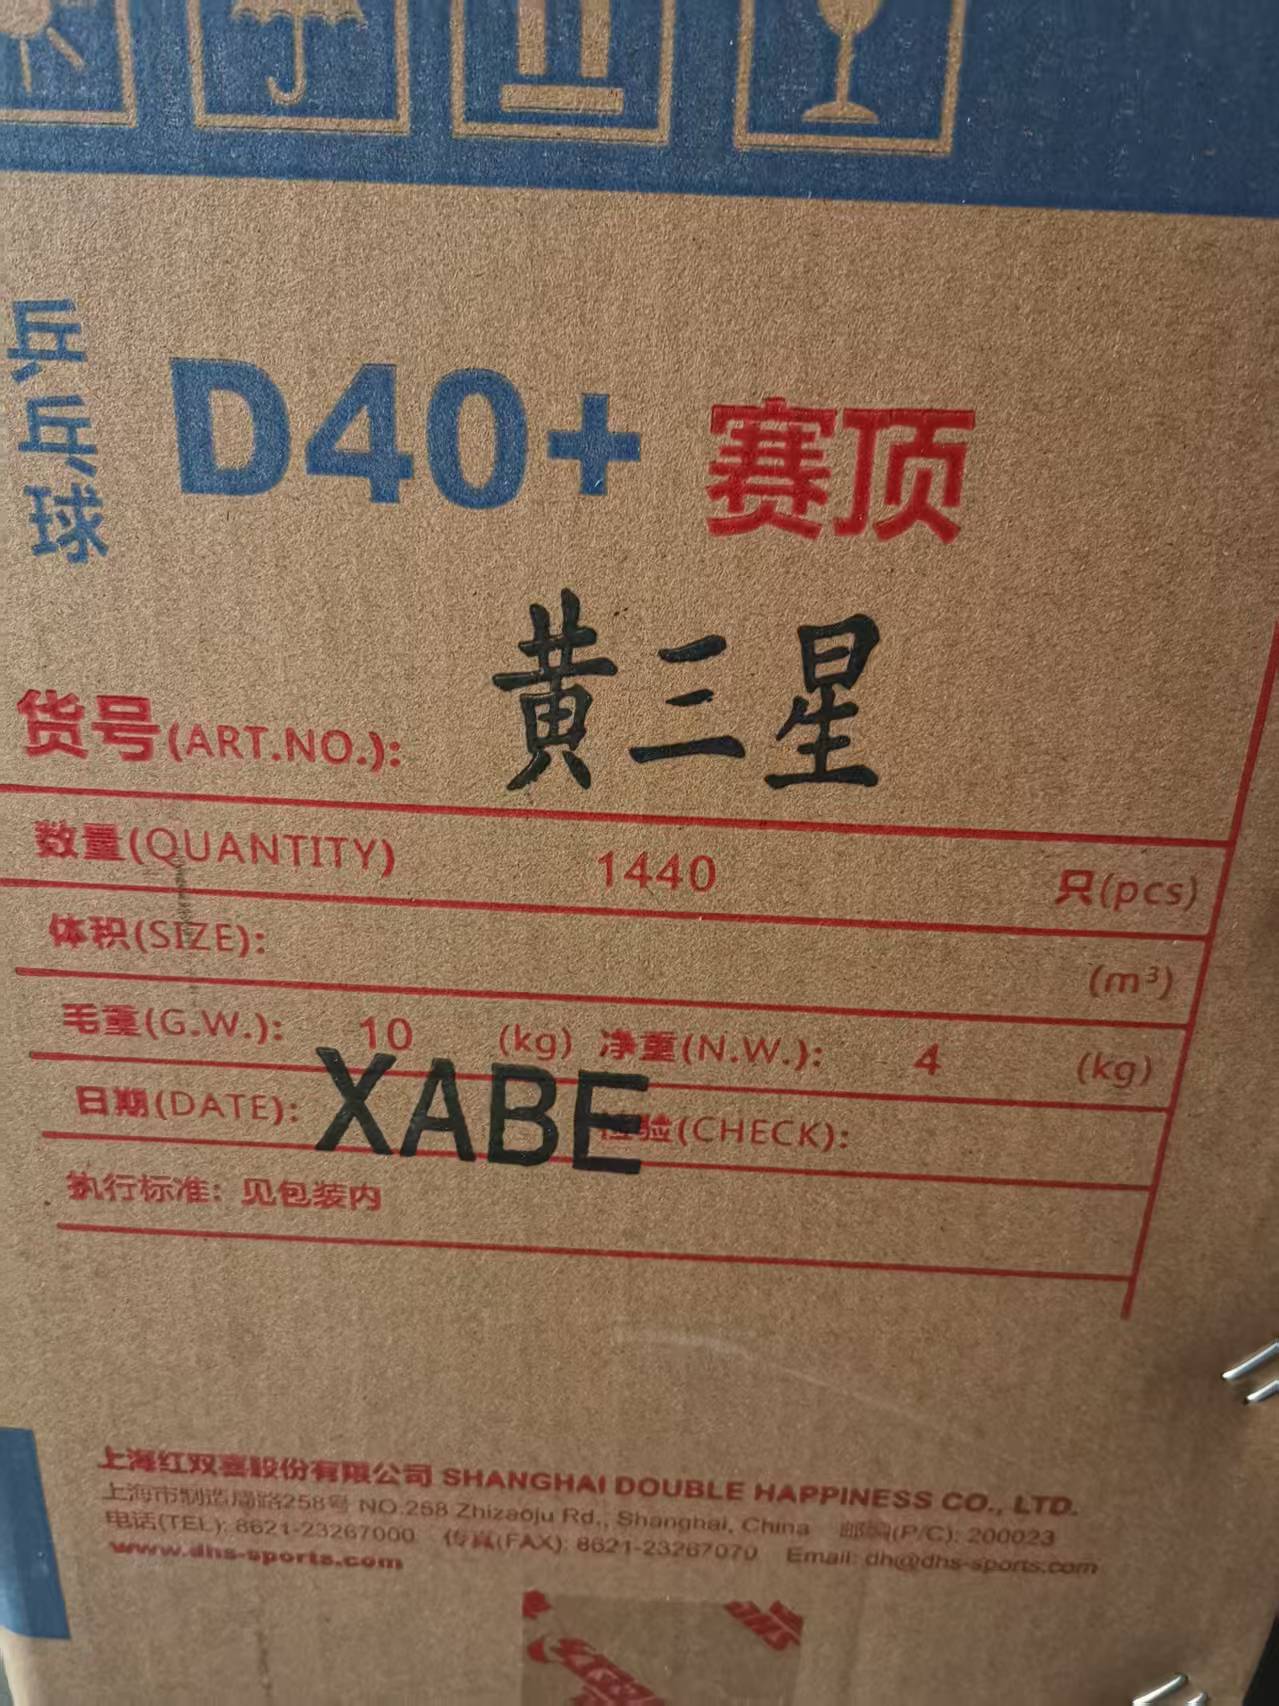 乒乓球
D40+ 赛顶
黄三星
货号(ART.NO.):
数量(QUANTITY) 1440 只(pcs)
体积(SIZE): (m³)
毛重(G.W.): 10 (kg) 净重(N.W.): 4 (kg)
日期(DATE): XABE 检验(CHECK):
执行标准：见包装内
上海红双喜股份有限公司 SHANGHAI DOUBLE HAPPINESS CO., LTD.
上海市制造局路258号 NO.258 Zhizaoju Rd., Shanghai, China 邮编(P/C): 200023
电话(TEL): 8621-23267000 传真(FAX): 8621-23267070 Email: dh@dhs-sports.com
www.dhs-sports.com